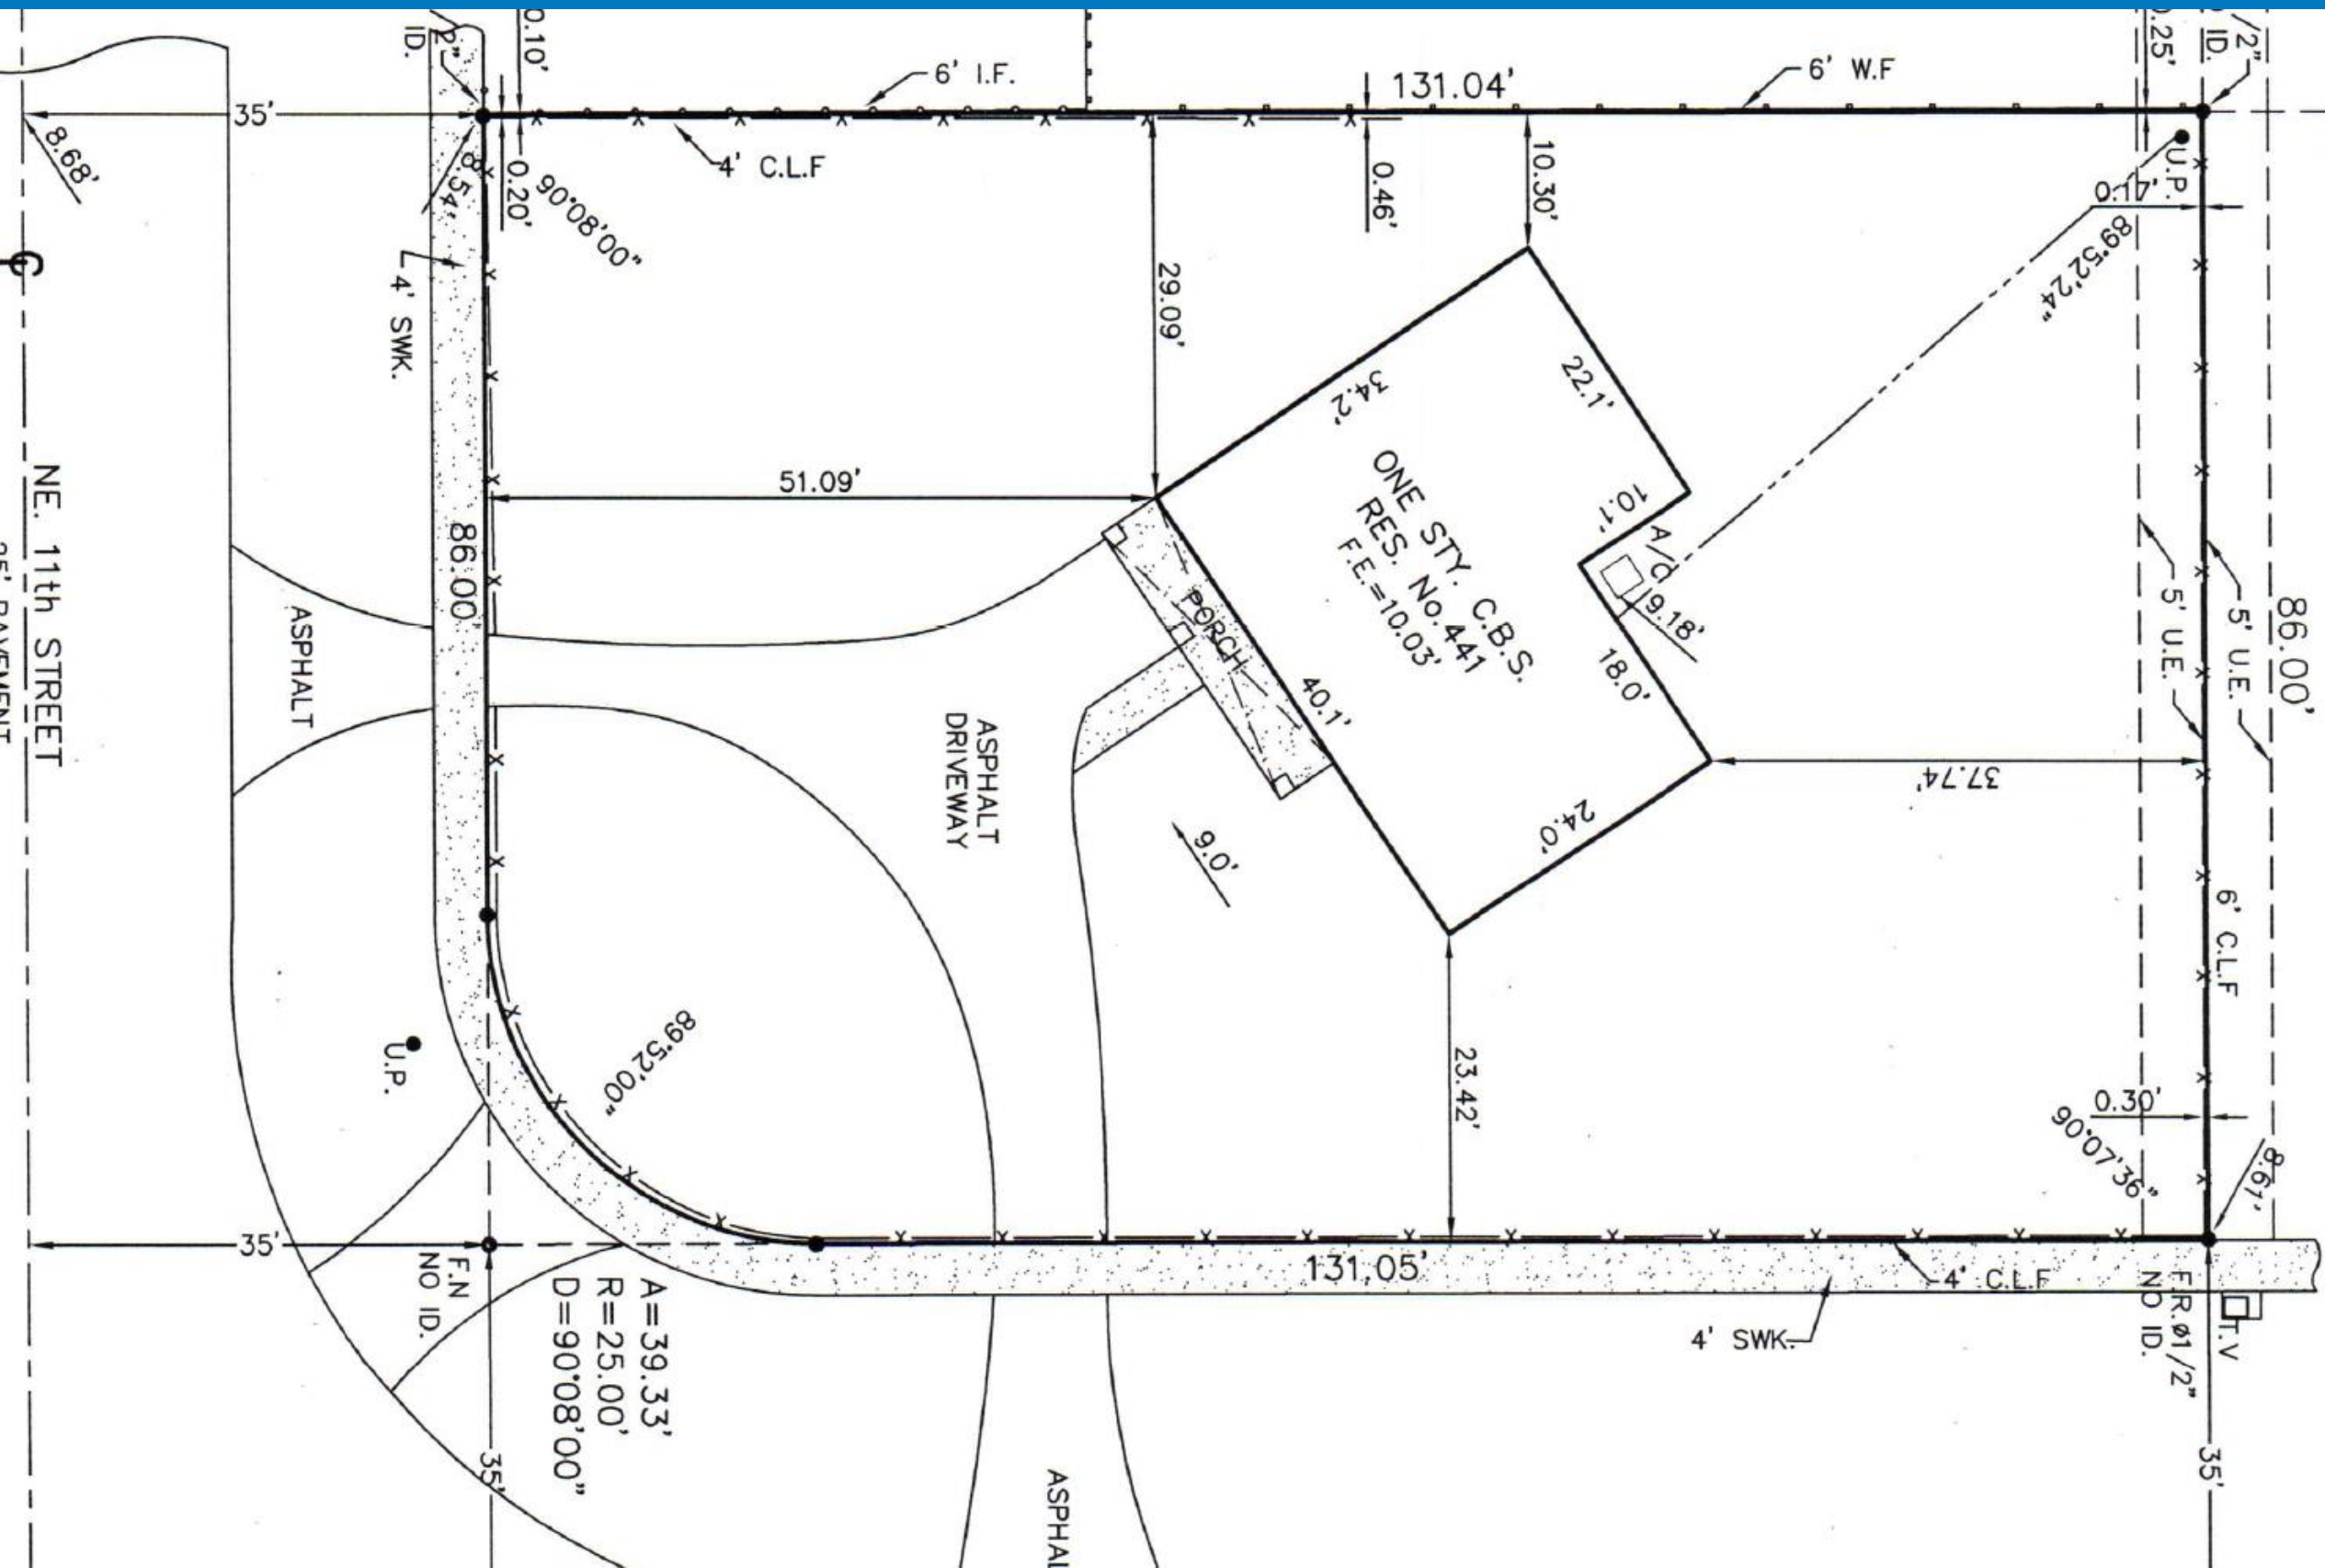 0.10'
ID.
2"
6' I.F.
131.04'
6' W.F
0.25'
ID.
/2"
35'
8.68'
8.54'
0.20'
90°08'00"
4' C.L.F
29.09'
0.46'
10.30'
U.P.
0.17'
89°52'24"
4' SWK.
₵
NE. 11th STREET
86.00'
51.09'
34.2'
22.1'
10.1'
A/C
9.18'
ONE STY. C.B.S.
RES. No.441
F.E.=10.03'
18.0'
PORCH
40.1'
24.0'
37.74'
5' U.E.
5' U.E.
86.00'
ASPHALT
ASPHALT
DRIVEWAY
9.0'
23.42'
6' C.L.F
0.30'
90°07'36"
8.67'
U.P.
89°52'00"
35'
F.N
NO ID.
A=39.33'
R=25.00'
D=90°08'00"
131.05'
4' C.L.F
4' SWK.
F.R.ø1/2"
NO ID.
T.V
35'
35'
ASPHAL